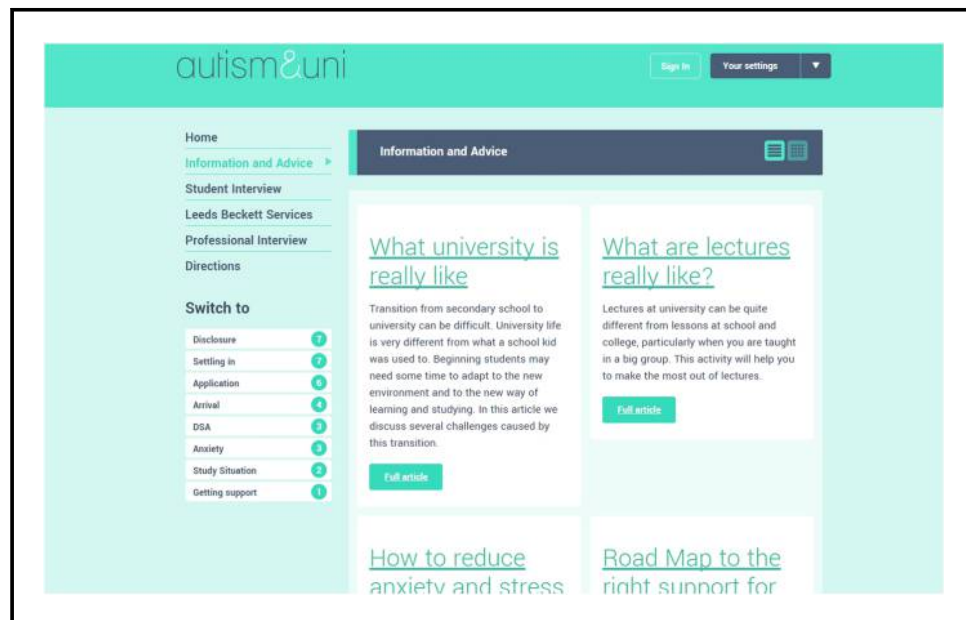 autism&uni
Sign In
Your settings
Home
Information and Advice
Student Interview
Leeds Beckett Services
Professional Interview
Directions
Switch to
Disclosure 7
Settling in 7
Application 6
Arrival 4
DSA 3
Anxiety 3
Study Situation 2
Getting support 1
Information and Advice
What university is
really like
Transition from secondary school to
university can be difficult. University life
is very different from what a school kid
was used to. Beginning students may
need some time to adapt to the new
environment and to the new way of
learning and studying. In this article we
discuss several challenges caused by
this transition.
Full article
What are lectures
really like?
Lectures at university can be quite
different from lessons at school and
college, particularly when you are taught
in a big group. This activity will help you
to make the most out of lectures.
Full article
How to reduce
anxiety and stress
Road Map to the
right support for